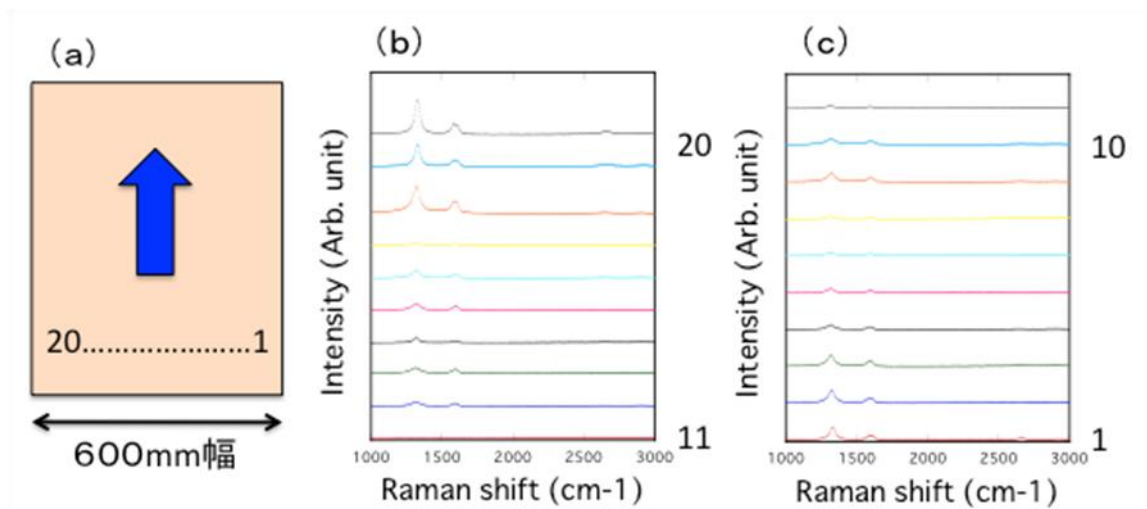 (a)
20.....................1
600mm幅
(b)
Intensity (Arb. unit)
20
11
1000 1500 2000 2500 3000
Raman shift (cm-1)
(c)
Intensity (Arb. unit)
10
1
1000 1500 2000 2500 3000
Raman shift (cm-1)